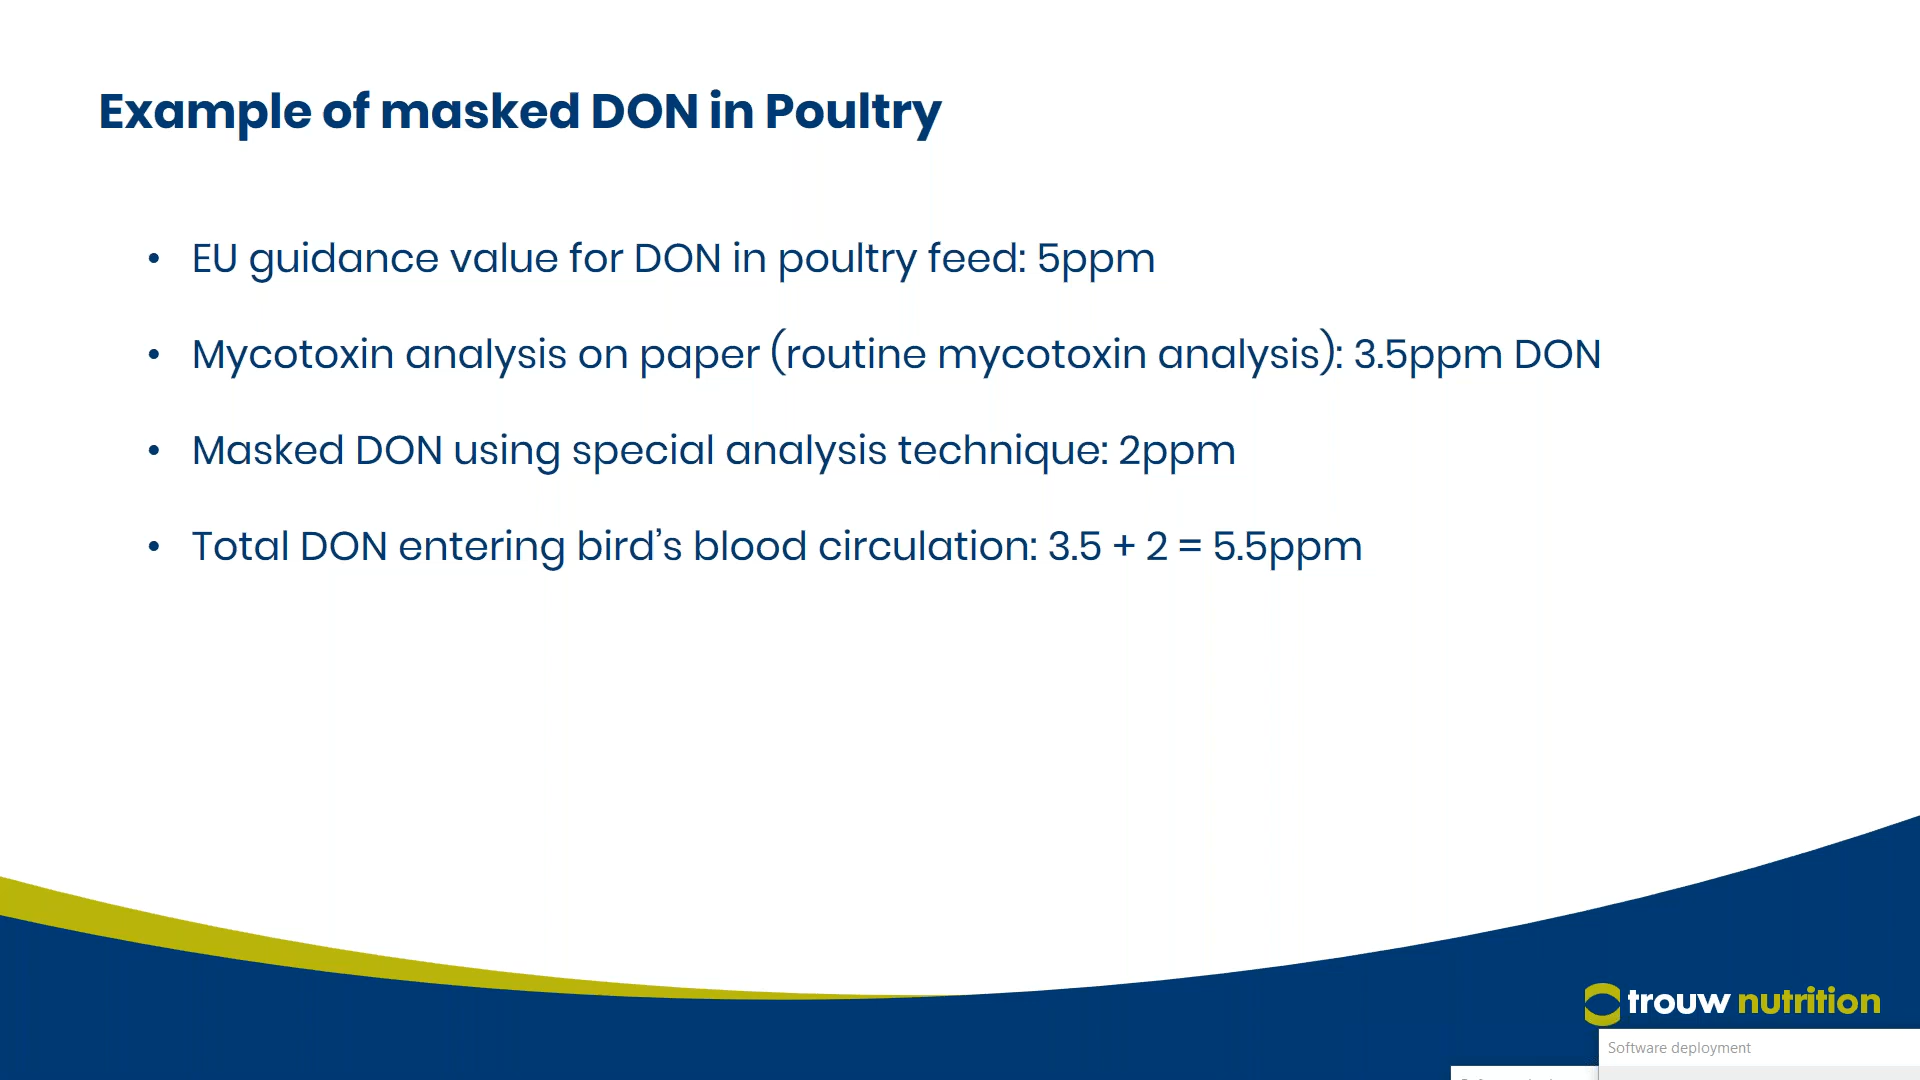 Example of masked DON in Poultry
• EU guidance value for DON in poultry feed: 5ppm
• Mycotoxin analysis on paper (routine mycotoxin analysis): 3.5ppm DON
• Masked DON using special analysis technique: 2ppm
• Total DON entering bird’s blood circulation: 3.5 + 2 = 5.5ppm
trouw nutrition
Software deployment